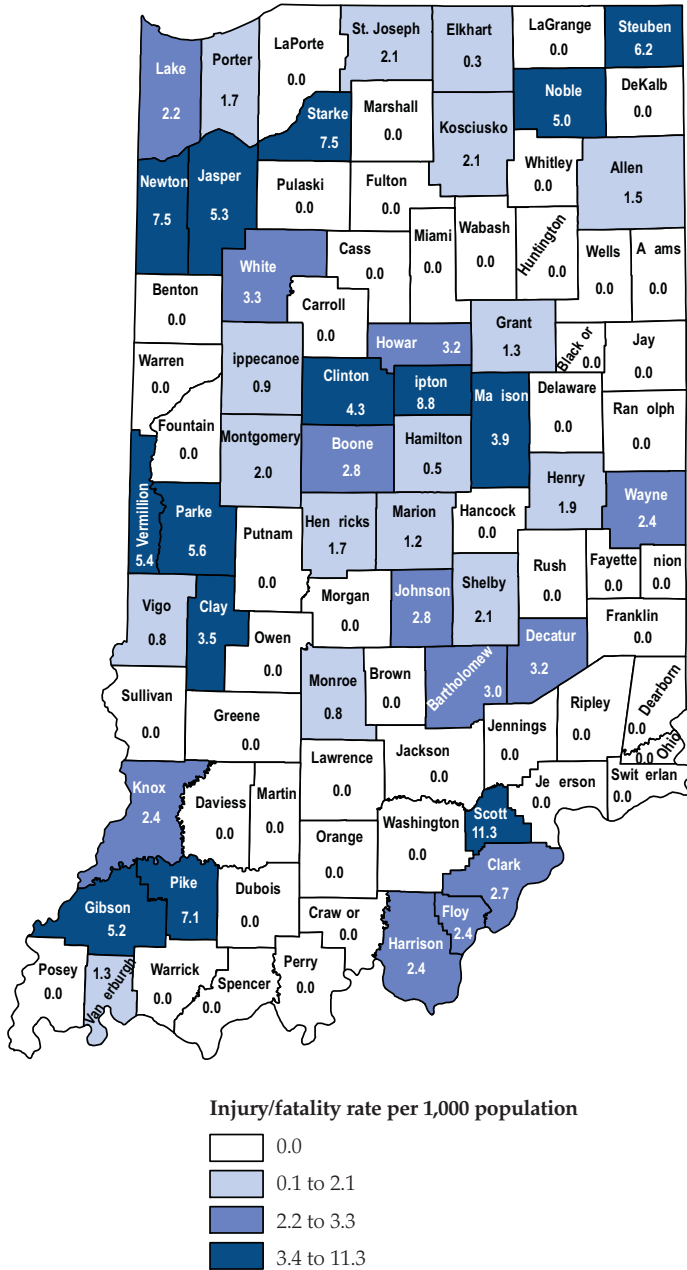 St. Joseph
2.1
Elkhart
0.3
LaGrange
0.0
Steuben
6.2
Lake
2.2
Porter
1.7
LaPorte
0.0
Starke
7.5
Marshall
0.0
Kosciusko
2.1
Noble
5.0
DeKalb
0.0
Whitley
0.0
Allen
1.5
Newton
7.5
Jasper
5.3
Pulaski
0.0
Fulton
0.0
Miami
0.0
Wabash
0.0
Huntington
0.0
Wells
0.0
A ams
0.0
White
3.3
Cass
0.0
Carroll
0.0
Benton
0.0
Howar 3.2
Grant
1.3
Black or
0.0
Jay
0.0
Warren
0.0
ippecanoe
0.9
Clinton
4.3
ipton
8.8
Ma ison
3.9
Delaware
0.0
Ran olph
0.0
Fountain
0.0
Montgomery
2.0
Boone
2.8
Hamilton
0.5
Henry
1.9
Wayne
2.4
Vermillion
5.4
Parke
5.6
Putnam
0.0
Hen ricks
1.7
Marion
1.2
Hancock
0.0
Rush
0.0
Fayette
0.0
nion
0.0
Vigo
0.8
Clay
3.5
Owen
0.0
Morgan
0.0
Johnson
2.8
Shelby
2.1
Decatur
3.2
Franklin
0.0
Sullivan
0.0
Greene
0.0
Monroe
0.8
Brown
0.0
Bartholomew
3.0
Jennings
0.0
Ripley
0.0
Dearborn
0.0
Ohio
0.0
Knox
2.4
Daviess
0.0
Martin
0.0
Lawrence
0.0
Jackson
0.0
Je erson
0.0
Swit erlan
0.0
Orange
0.0
Washington
0.0
Scott
11.3
Clark
2.7
Floy
2.4
Gibson
5.2
Pike
7.1
Dubois
0.0
Craw or
0.0
Harrison
2.4
Posey
0.0
Van erburgh
1.3
Warrick
0.0
Spencer
0.0
Perry
0.0
Injury/fatality rate per 1,000 population
0.0
0.1 to 2.1
2.2 to 3.3
3.4 to 11.3